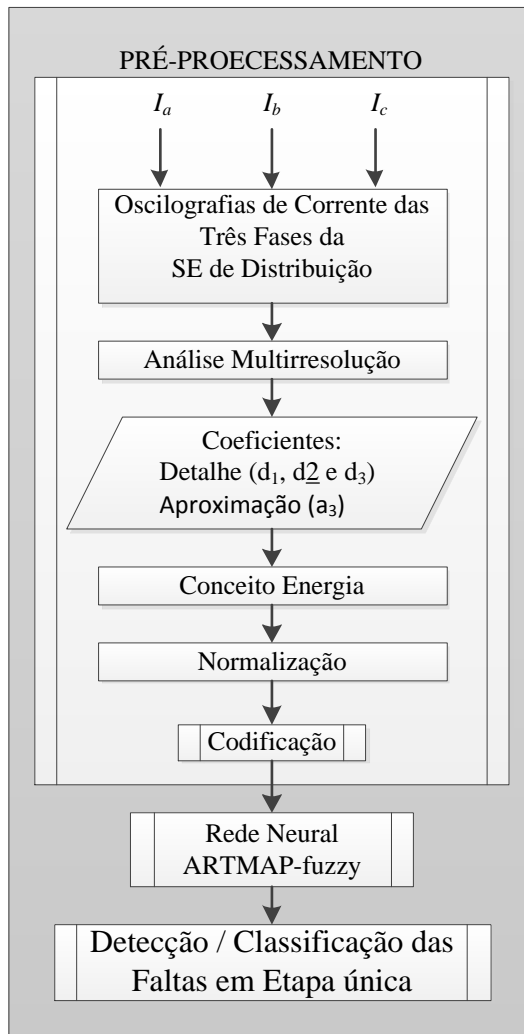 PRÉ-PROECESSAMENTO
Ia Ib Ic
Oscilografias de Corrente das
Três Fases da
SE de Distribuição
Análise Multirresolução
Coeficientes:
Detalhe (d1, d2 e d3)
Aproximação (a3)
Conceito Energia
Normalização
Codificação
Rede Neural
ARTMAP-fuzzy
Detecção / Classificação das
Faltas em Etapa única